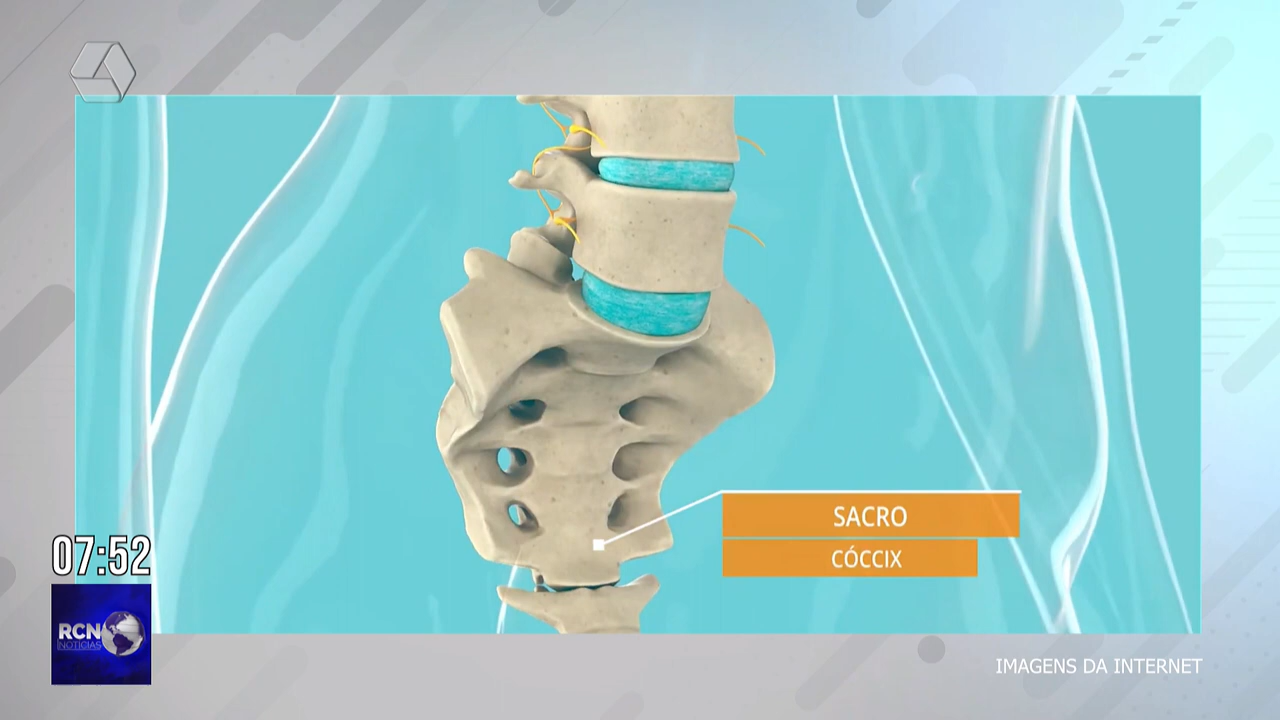 SACRO
CÓCCIX
07:52
RCN
NOTÍCIAS
IMAGENS DA INTERNET